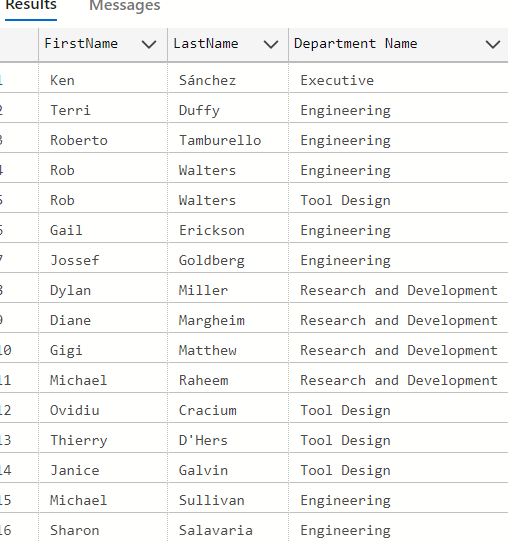 Results Messages
FirstName LastName Department Name
1 Ken Sánchez Executive
2 Terri Duffy Engineering
3 Roberto Tamburello Engineering
4 Rob Walters Engineering
5 Rob Walters Tool Design
6 Gail Erickson Engineering
7 Jossef Goldberg Engineering
8 Dylan Miller Research and Development
9 Diane Margheim Research and Development
10 Gigi Matthew Research and Development
11 Michael Raheem Research and Development
12 Ovidiu Cracium Tool Design
13 Thierry D'Hers Tool Design
14 Janice Galvin Tool Design
15 Michael Sullivan Engineering
16 Sharon Salavaria Engineering